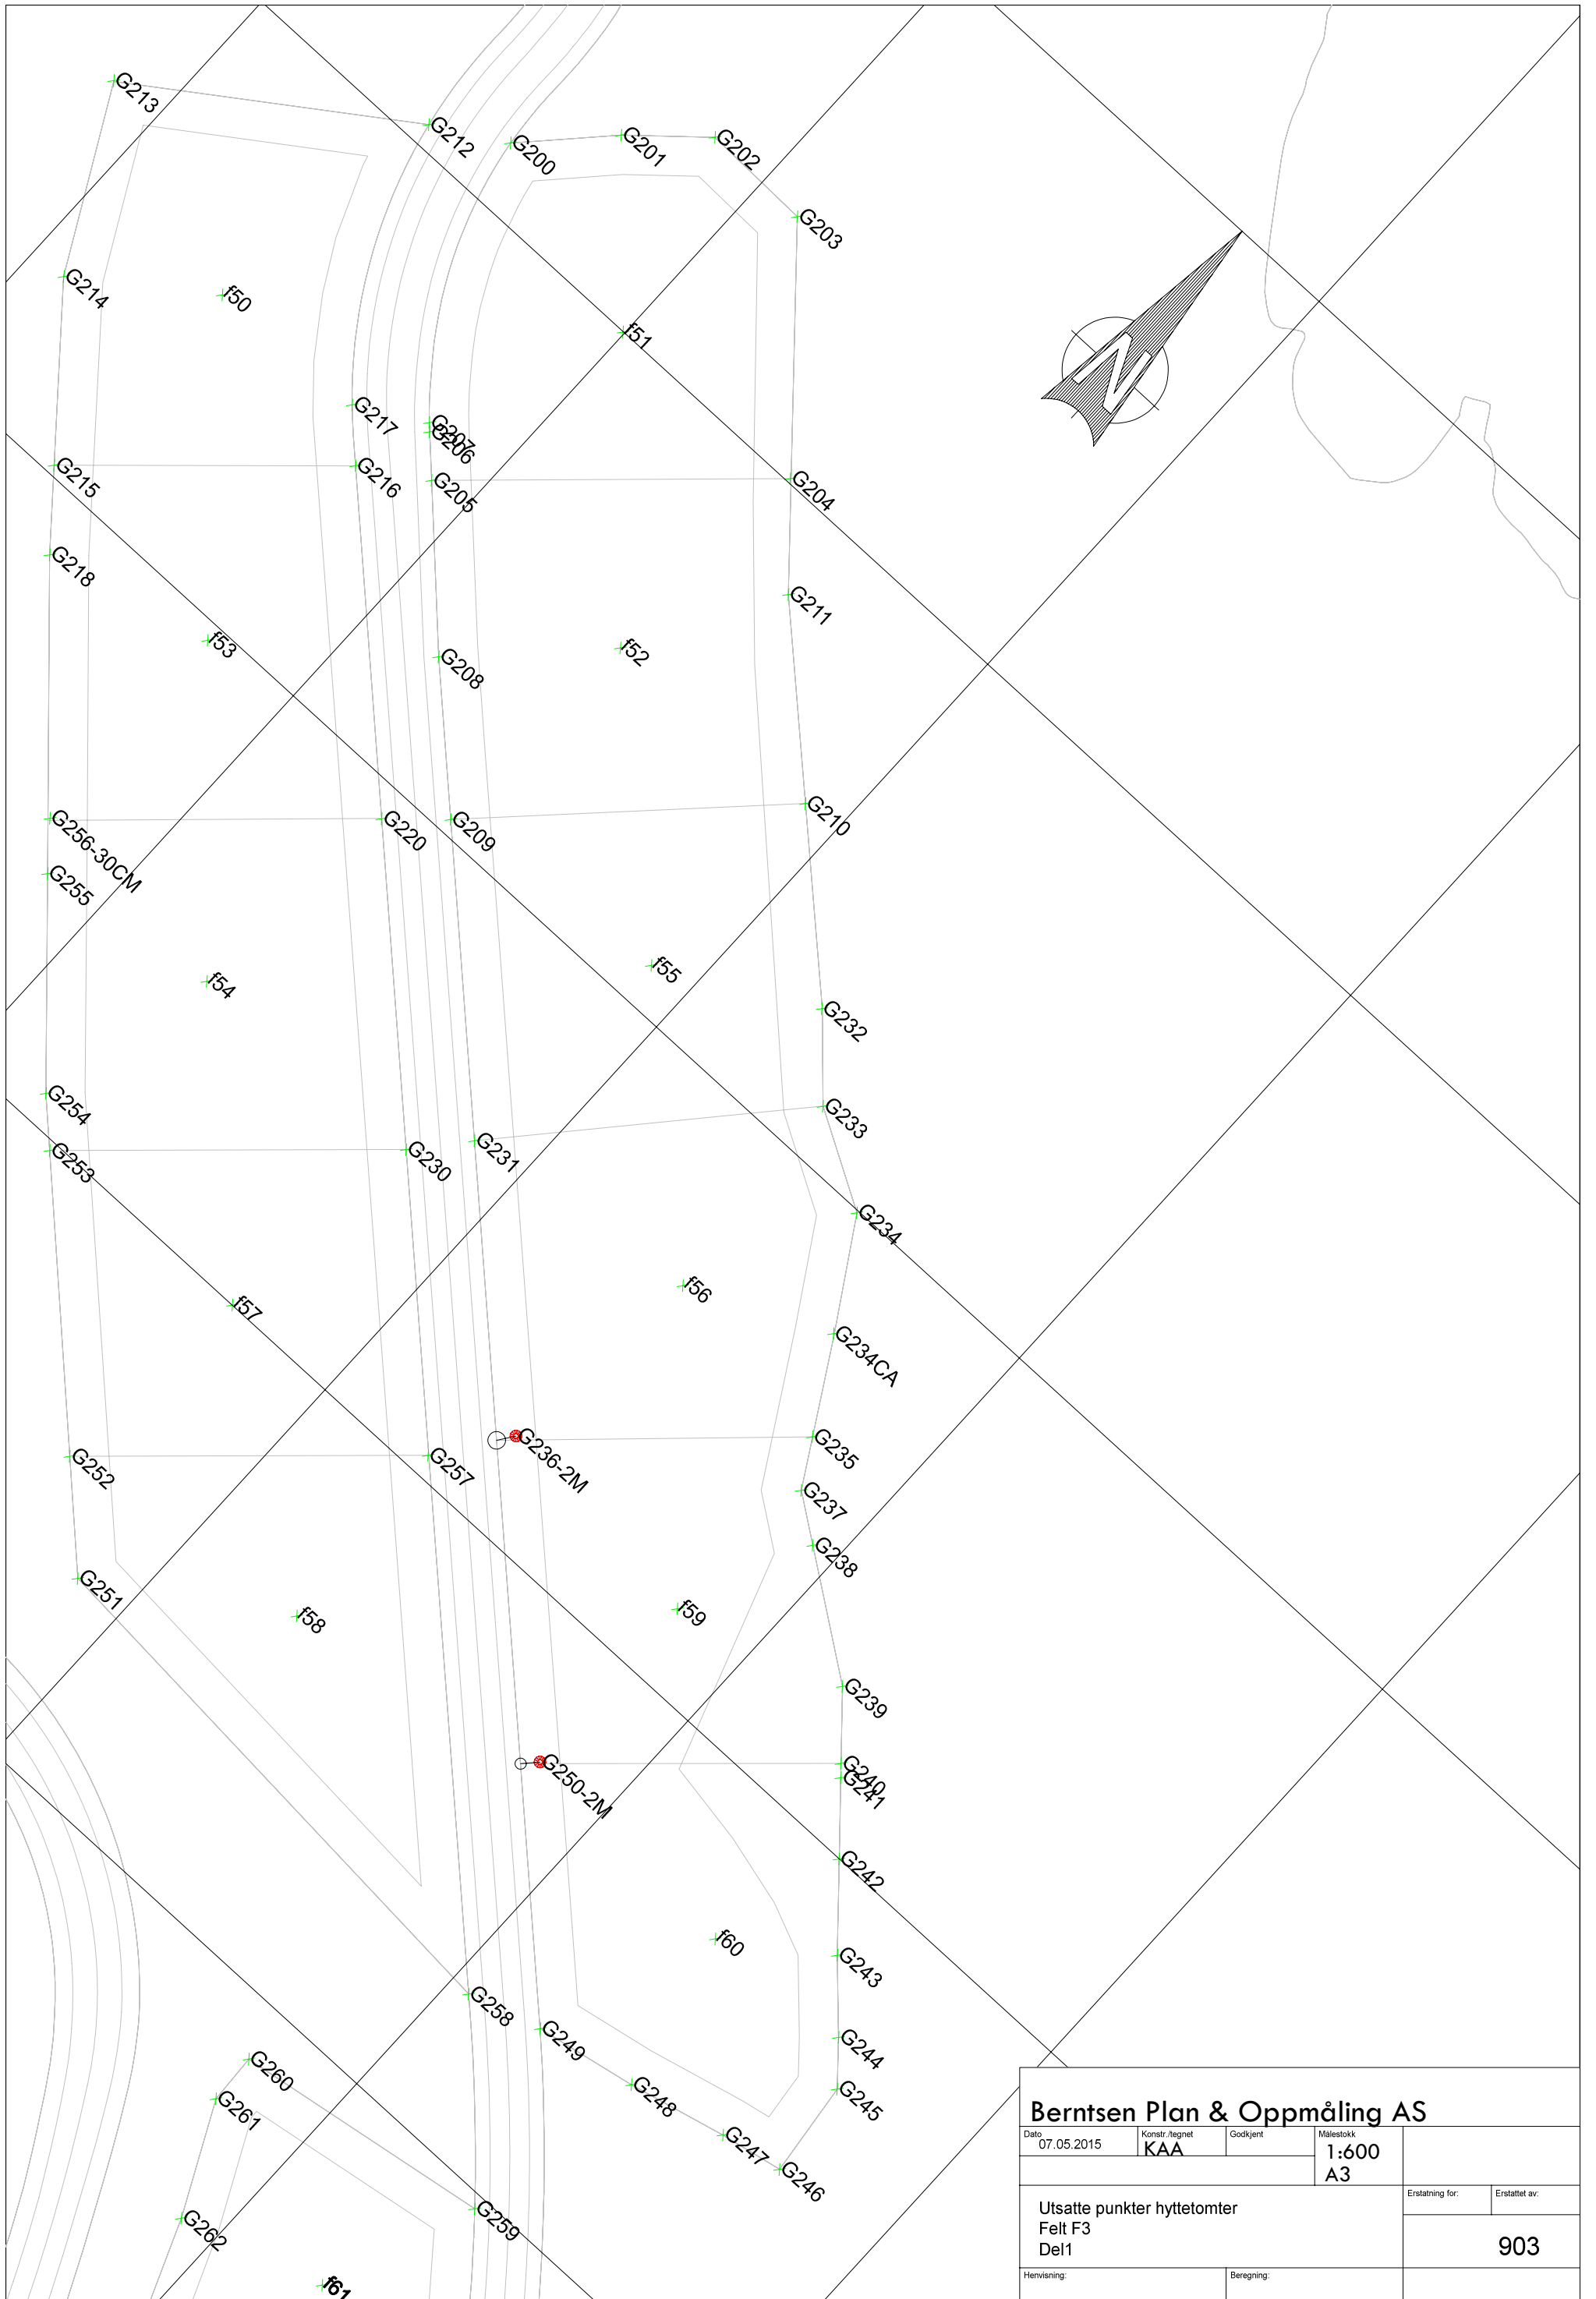 G213
G212
G200
G201
G202
G203
G214
f50
f51
G217
G207
G206
G215
G216
G205
G204
N
G218
G211
f53
f52
G208
G256-30CM
G220
G209
G210
G255
f54
f55
G232
G254
G233
G253
G230
G231
G234
f57
f56
G234CA
G236-2M
G235
G252
G257
G237
G238
G251
f58
f59
G239
G250-2M
G240
G241
G242
f60
G243
G258
G249
G244
G260
G248
G245
G261
G247
G246
G259
G262
f61
Berntsen Plan & Oppmåling AS
Dato
07.05.2015
Konstr./tegnet
KAA
Godkjent
Målestokk
1:600
A3
Utsatte punkter hyttetomter
Felt F3
Del1
Erstatning for:
Erstattet av:
903
Henvisning:
Beregning: